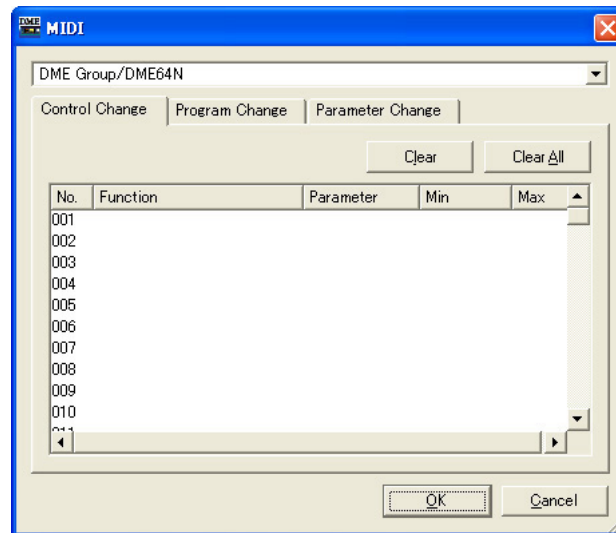 DME MIDI
DME Group/DME64N
Control Change Program Change Parameter Change
Clear Clear All
No. Function Parameter Min Max
001
002
003
004
005
006
007
008
009
010
011
OK Cancel